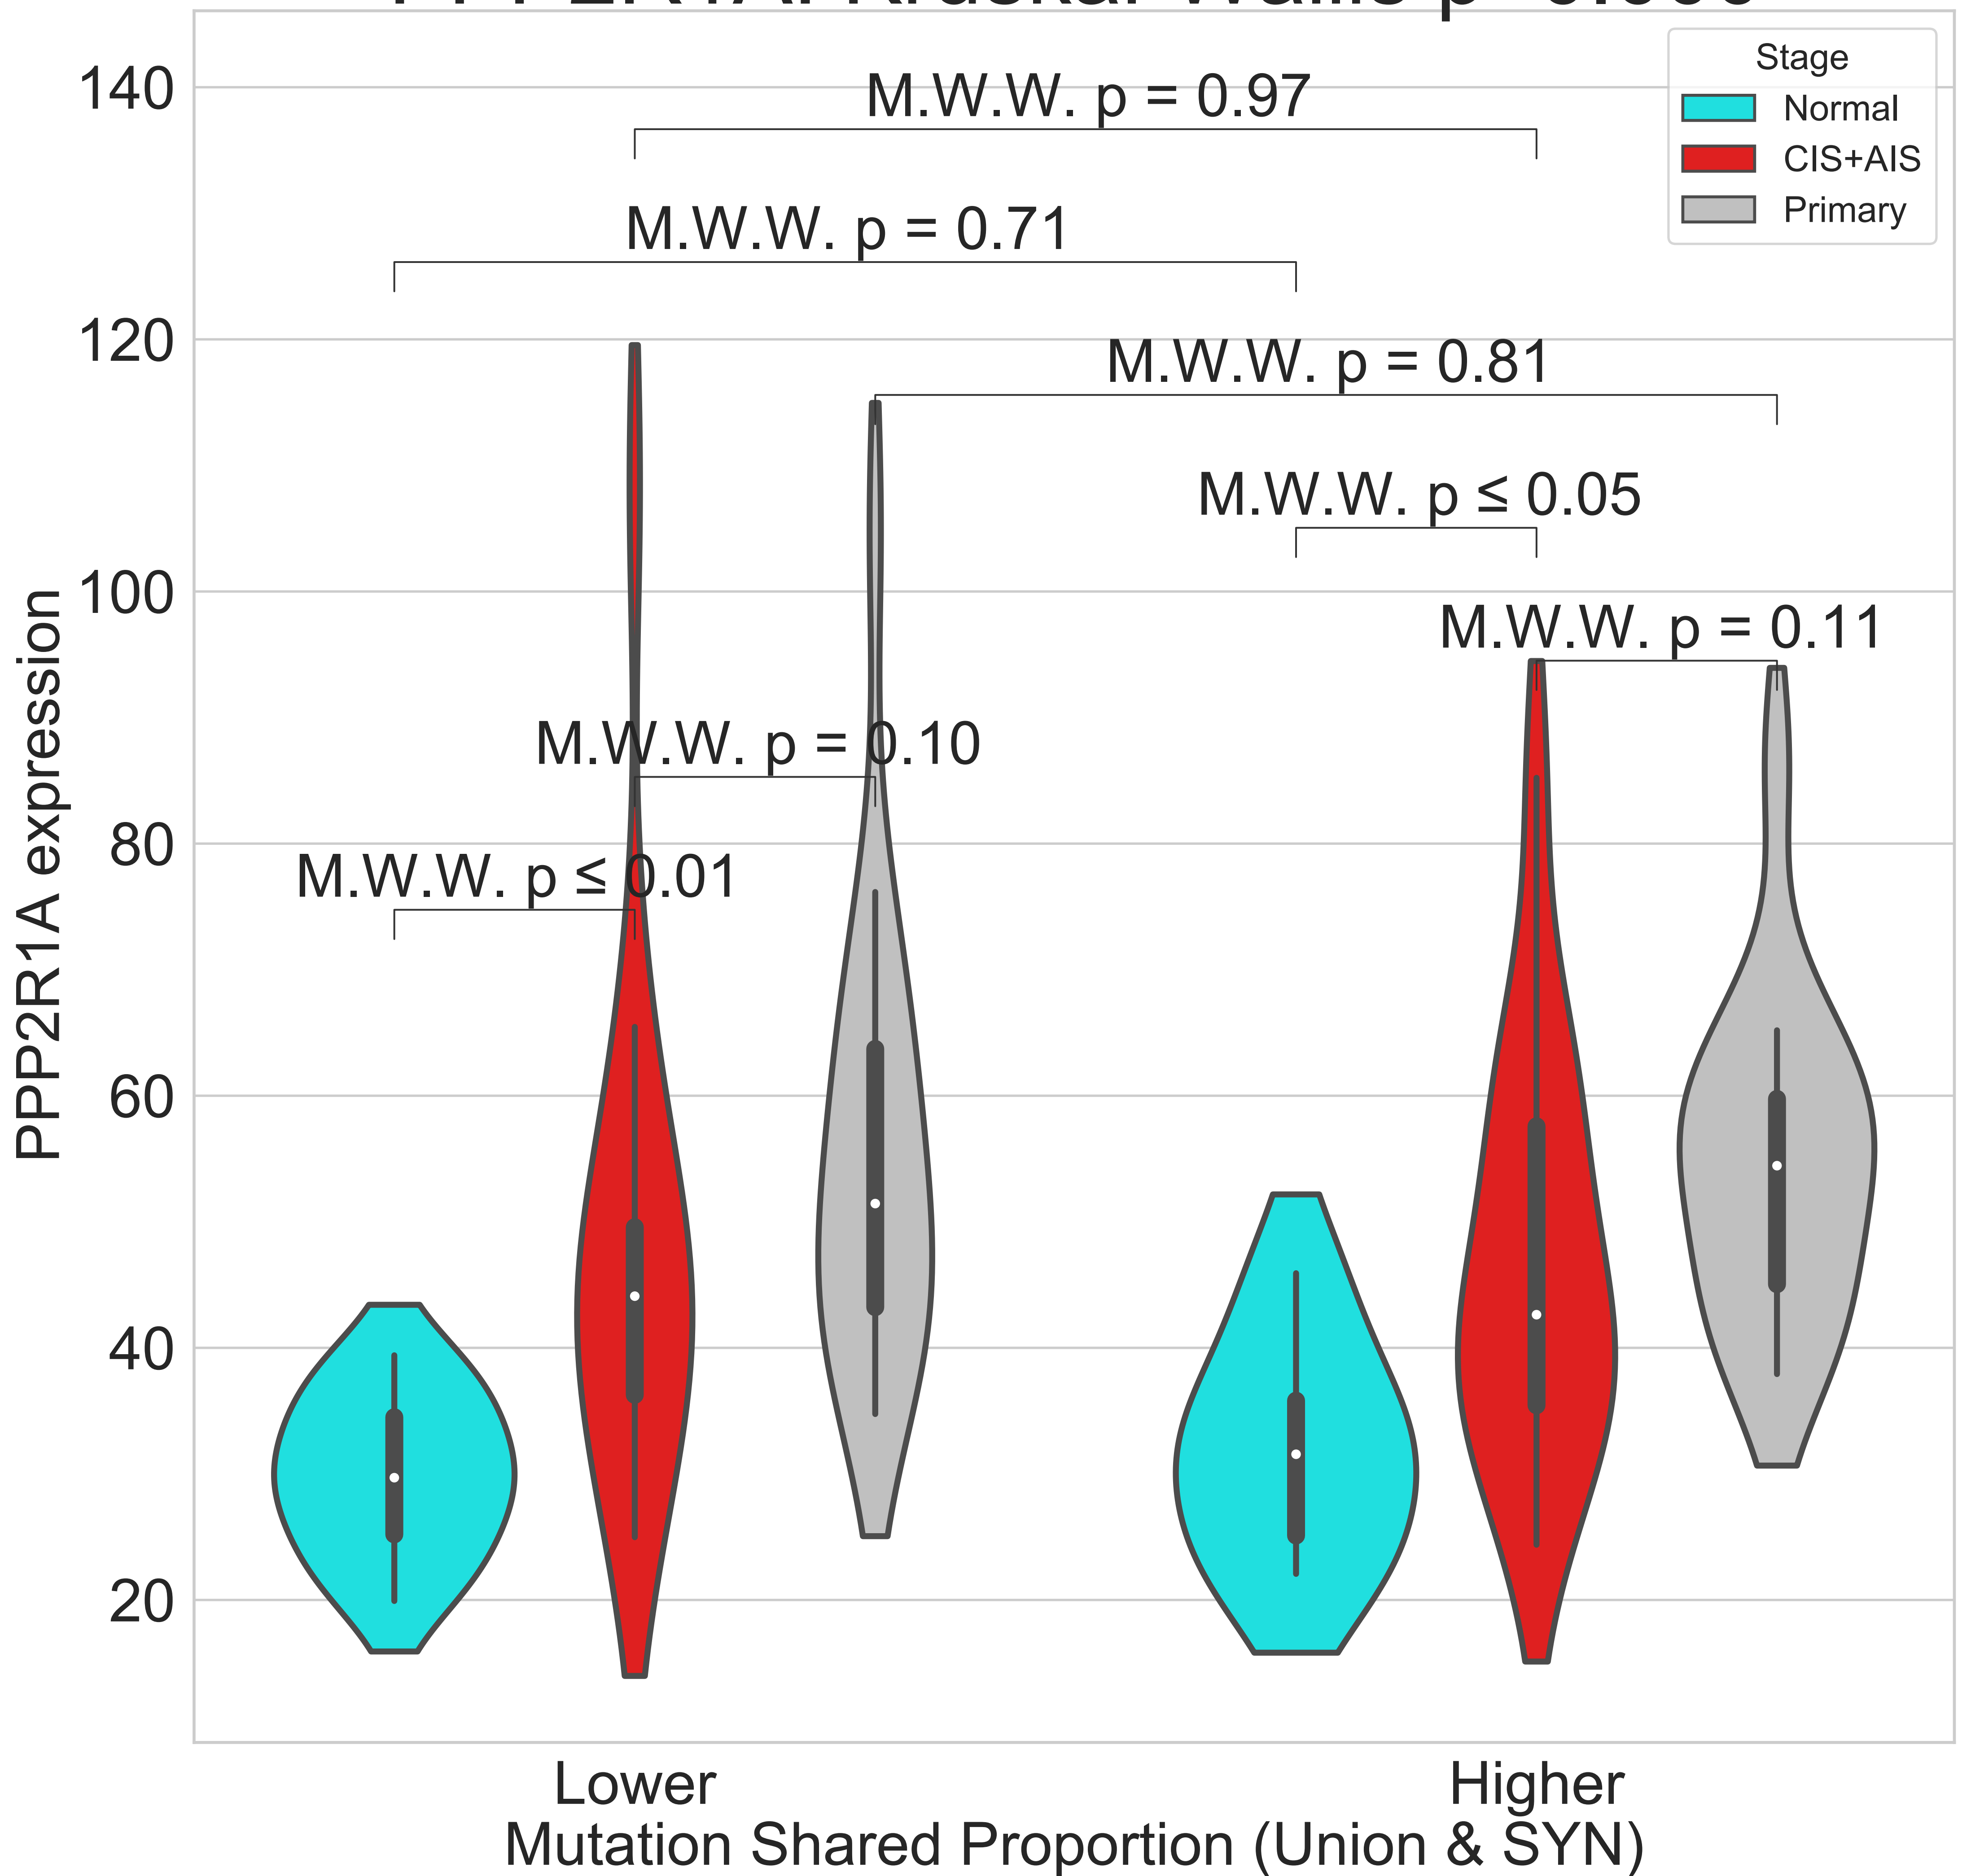 Stage
Normal
CIS+AIS
Primary
M.W.W. p = 0.97
M.W.W. p = 0.71
M.W.W. p = 0.81
M.W.W. p ≤ 0.05
M.W.W. p = 0.11
M.W.W. p = 0.10
M.W.W. p ≤ 0.01
140
120
100
80
60
40
20
PPP2R1A expression
Lower
Higher
Mutation Shared Proportion (Union & SYN)